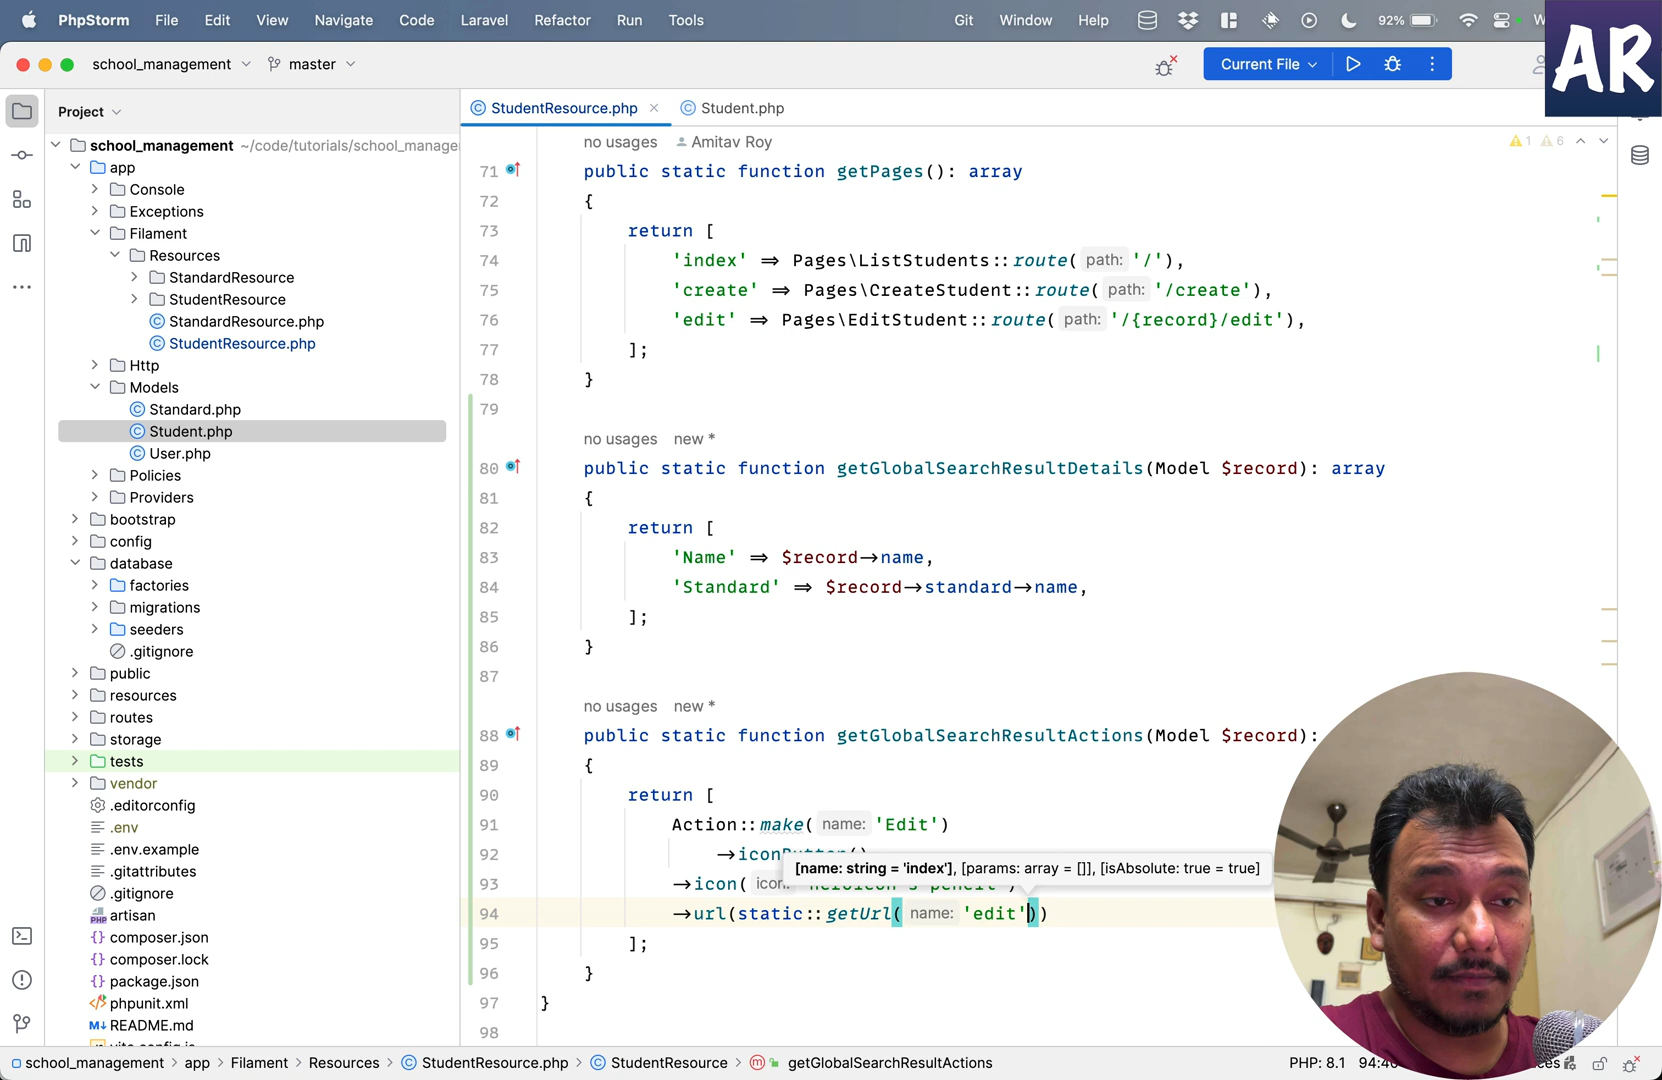 PhpStorm File Edit View Navigate Code Laravel Refactor Run Tools Git Window Help 92%
AR
school_management master Current File
Project
StudentResource.php Student.php
school_management ~/code/tutorials/school_manage
app
Console
Exceptions
Filament
Resources
StandardResource
StudentResource
StandardResource.php
StudentResource.php
Http
Models
Standard.php
Student.php
User.php
Policies
Providers
bootstrap
config
database
factories
migrations
seeders
.gitignore
public
resources
routes
storage
tests
vendor
.editorconfig
.env
.env.example
.gitattributes
.gitignore
artisan
composer.json
composer.lock
package.json
phpunit.xml
README.md
no usages Amitav Roy 1 6
71 public static function getPages(): array
72 {
73 return [
74 'index' => Pages\ListStudents::route( path: '/'),
75 'create' => Pages\CreateStudent::route( path: '/create'),
76 'edit' => Pages\EditStudent::route( path: '/{record}/edit'),
77 ];
78 }
79
no usages new *
80 public static function getGlobalSearchResultDetails(Model $record): array
81 {
82 return [
83 'Name' => $record->name,
84 'Standard' => $record->standard->name,
85 ];
86 }
87
no usages new *
88 public static function getGlobalSearchResultActions(Model $record):
89 {
90 return [
91 Action::make( name: 'Edit')
92 ->iconButton()
[name: string = 'index'], [params: array = []], [isAbsolute: true = true]
93 ->icon( icon: 'heroicon-s-pencil')
94 ->url(static::getUrl( name: 'edit'))
95 ];
96 }
97 }
98
school_management > app > Filament > Resources > StudentResource.php > StudentResource > getGlobalSearchResultActions PHP: 8.1